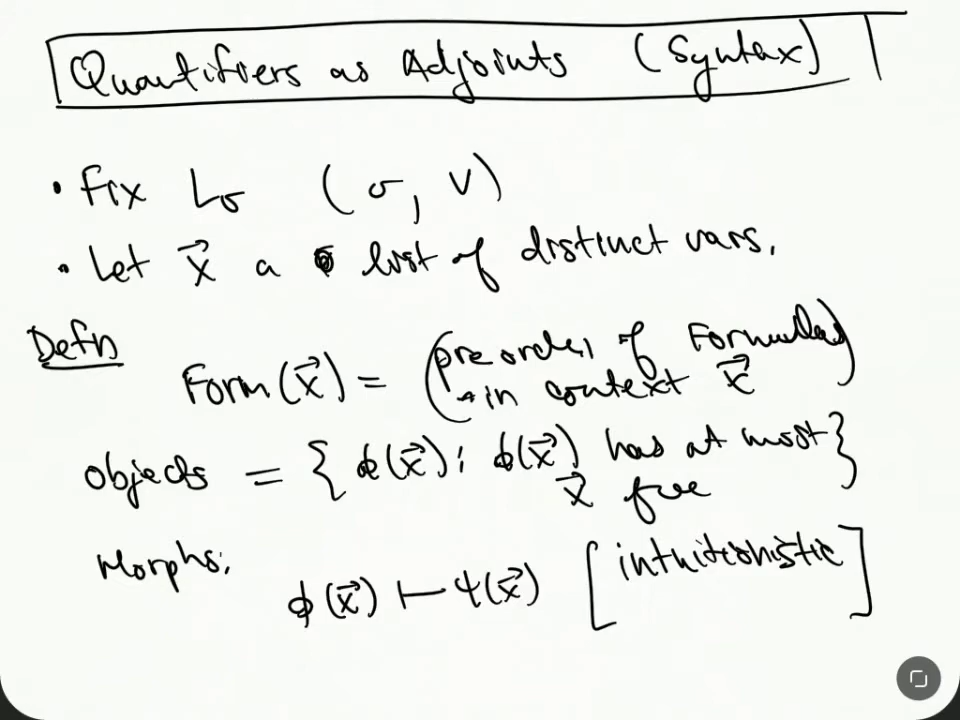 Quantifiers as Adjoints (Syntax)
• Fix Lσ (σ, V)
• Let x⃗ a list of distinct vars.
Defn
Form(x⃗) = (preorder of Formulas
in context x⃗)
objects = {ϕ(x⃗) : ϕ(x⃗) has at most
x⃗ free}
Morphs:
ϕ(x⃗) ⊢ ψ(x⃗) [intuitionistic]